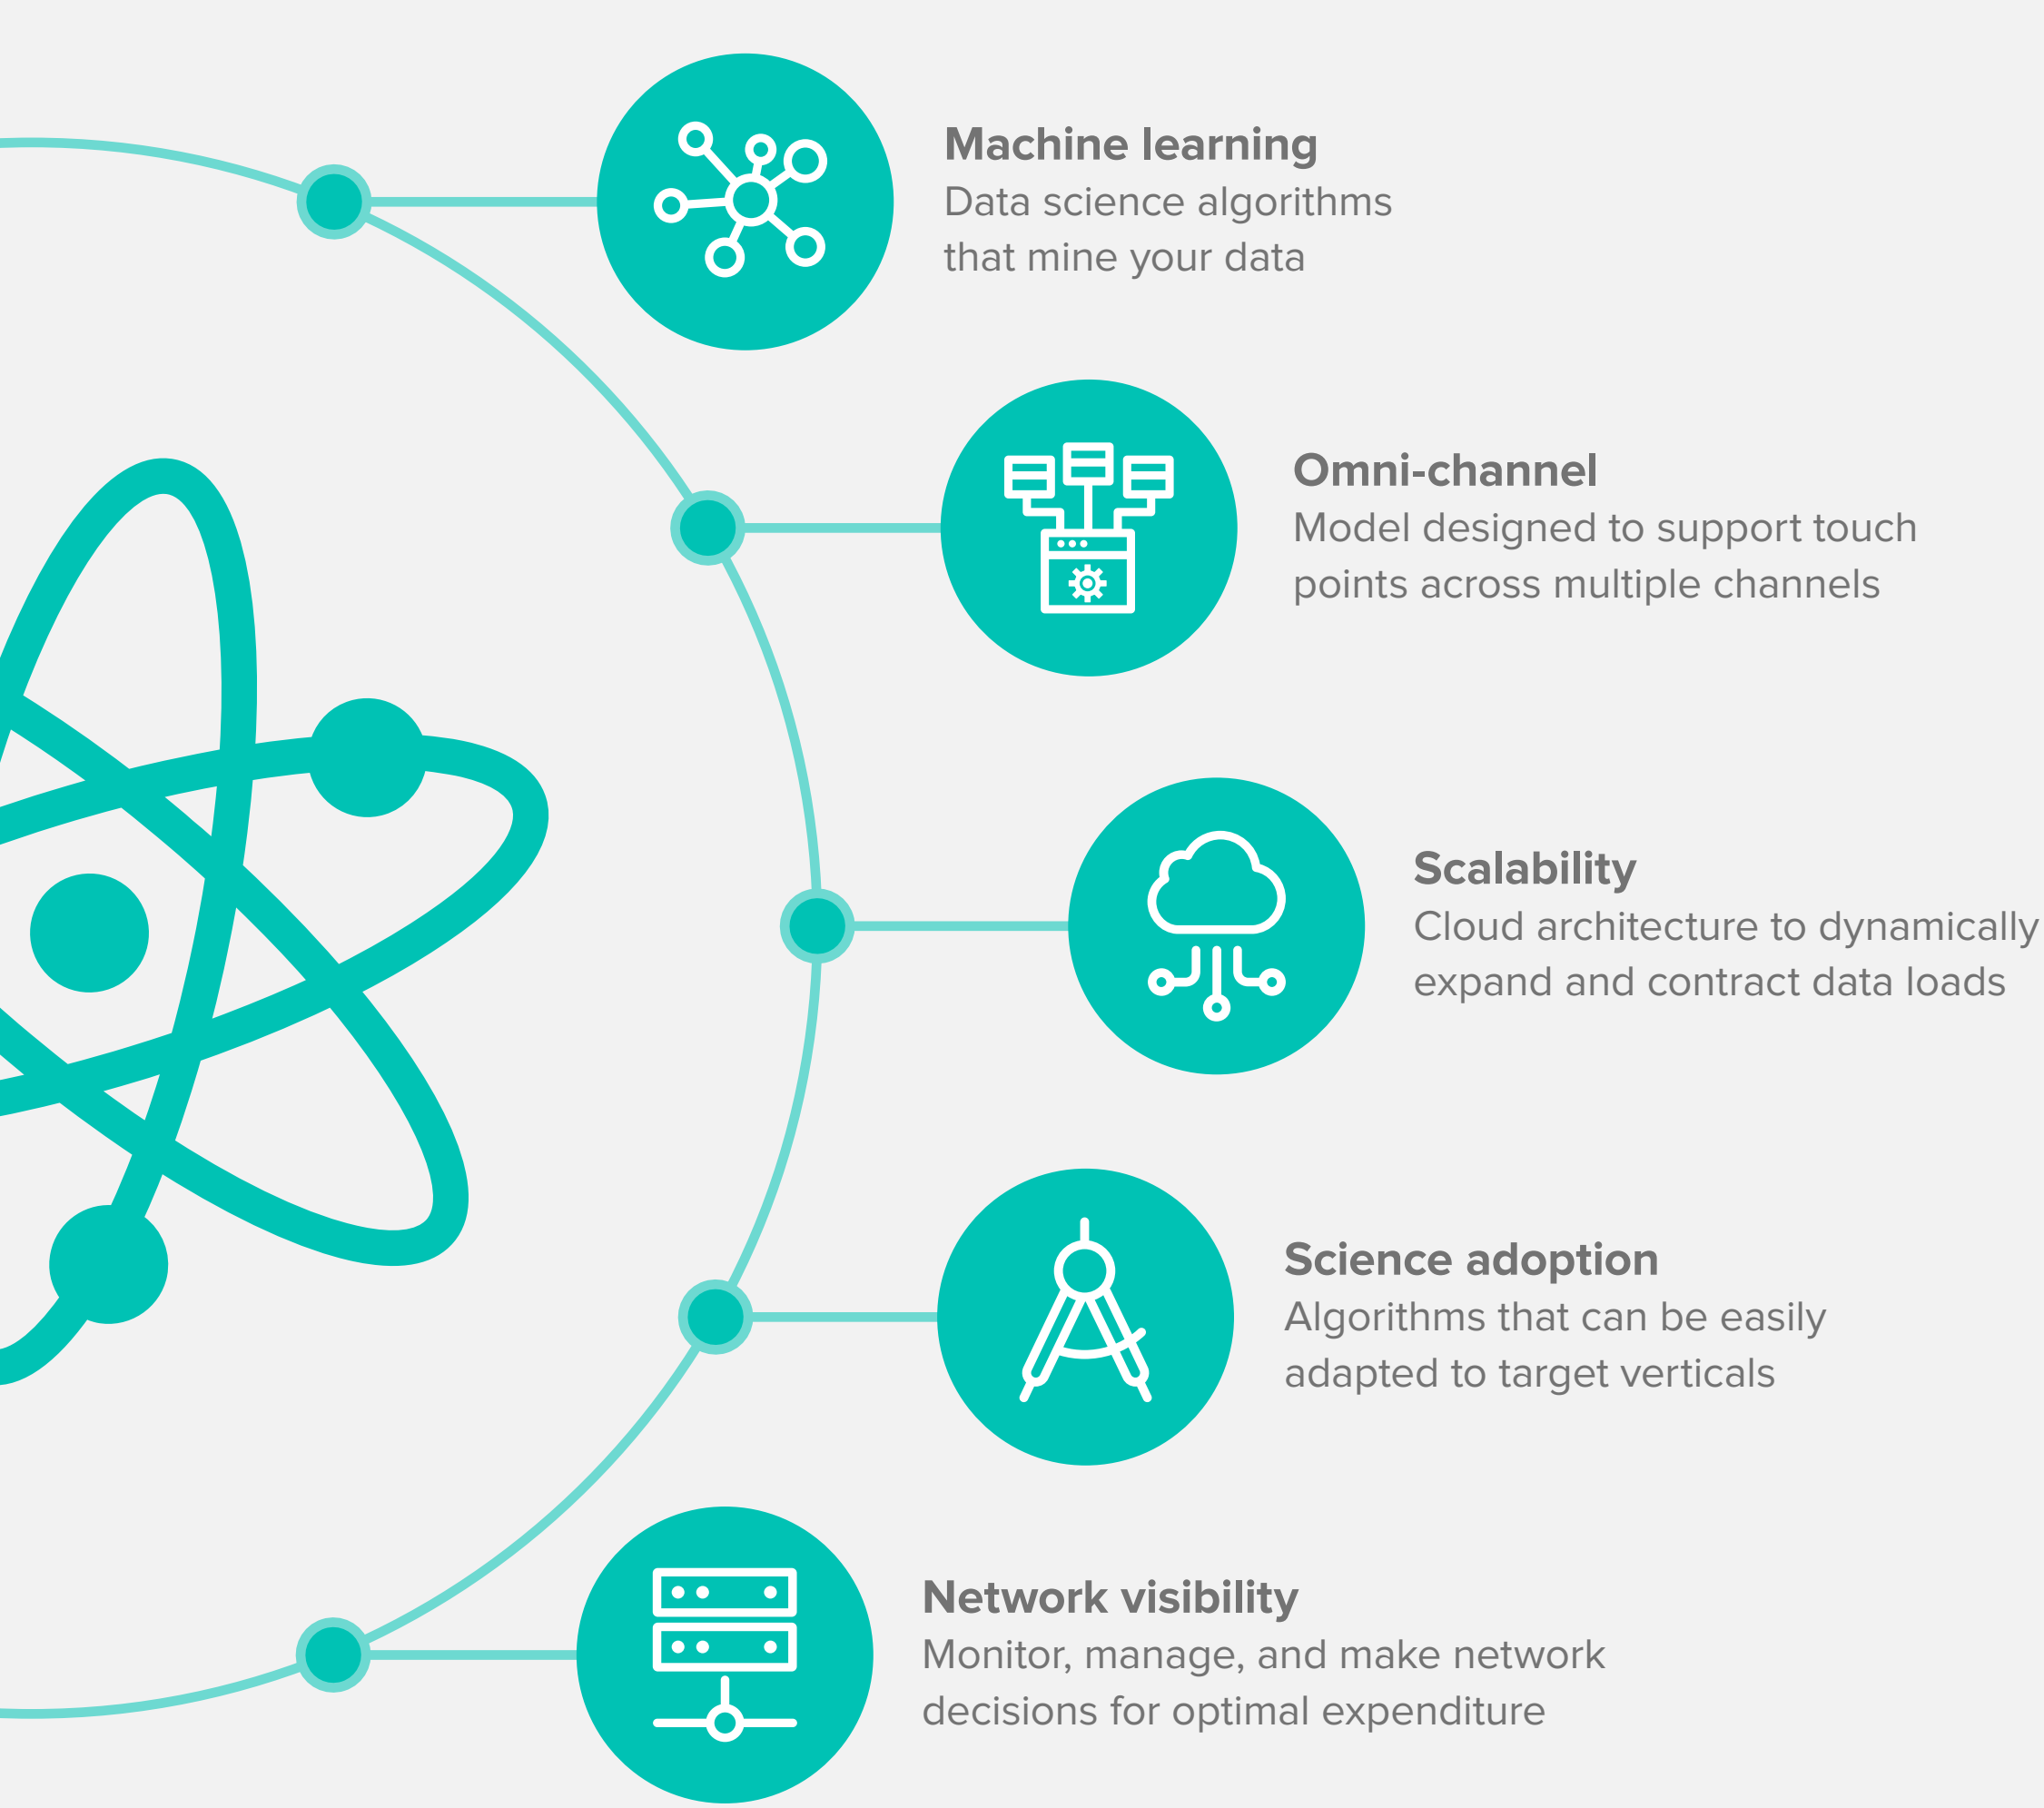 Machine learning
Data science algorithms
that mine your data
Omni-channel
Model designed to support touch
points across multiple channels
Scalability
Cloud architecture to dynamically
expand and contract data loads
Science adoption
Algorithms that can be easily
adapted to target verticals
Network visibility
Monitor, manage, and make network
decisions for optimal expenditure